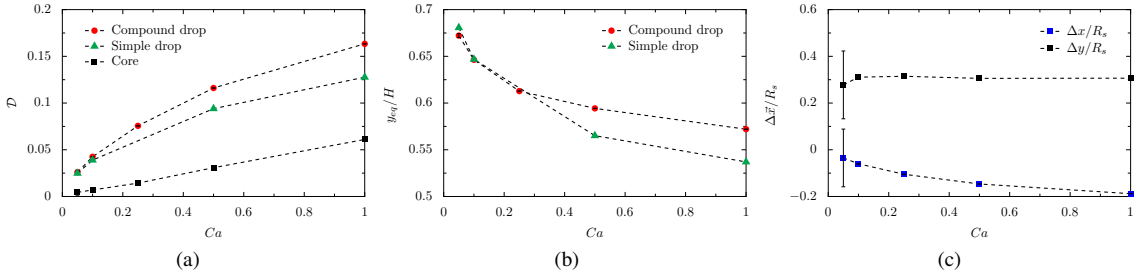 0.2
0.15
0.1
0.05
0
𝒟
Compound drop
Simple drop
Core
0 0.2 0.4 0.6 0.8 1
Ca
(a)
0.7
0.65
0.6
0.55
0.5
y_eq/H
Compound drop
Simple drop
0 0.2 0.4 0.6 0.8 1
Ca
(b)
0.6
0.4
0.2
0
−0.2
Δx⃗/R_s
Δx/R_s
Δy/R_s
0 0.2 0.4 0.6 0.8 1
Ca
(c)